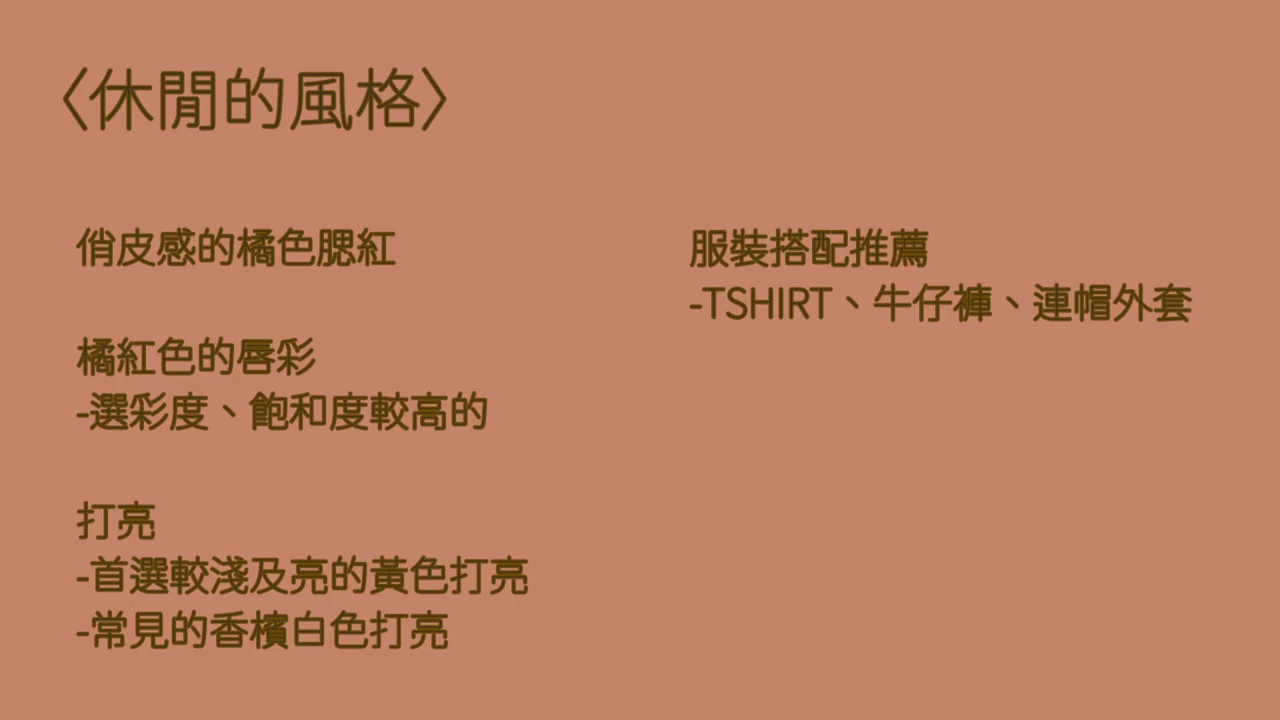 〈休閒的風格〉
俏皮感的橘色腮紅
橘紅色的唇彩
-選彩度、飽和度較高的
打亮
-首選較淺及亮的黃色打亮
-常見的香檳白色打亮
服裝搭配推薦
-TSHIRT、牛仔褲、連帽外套